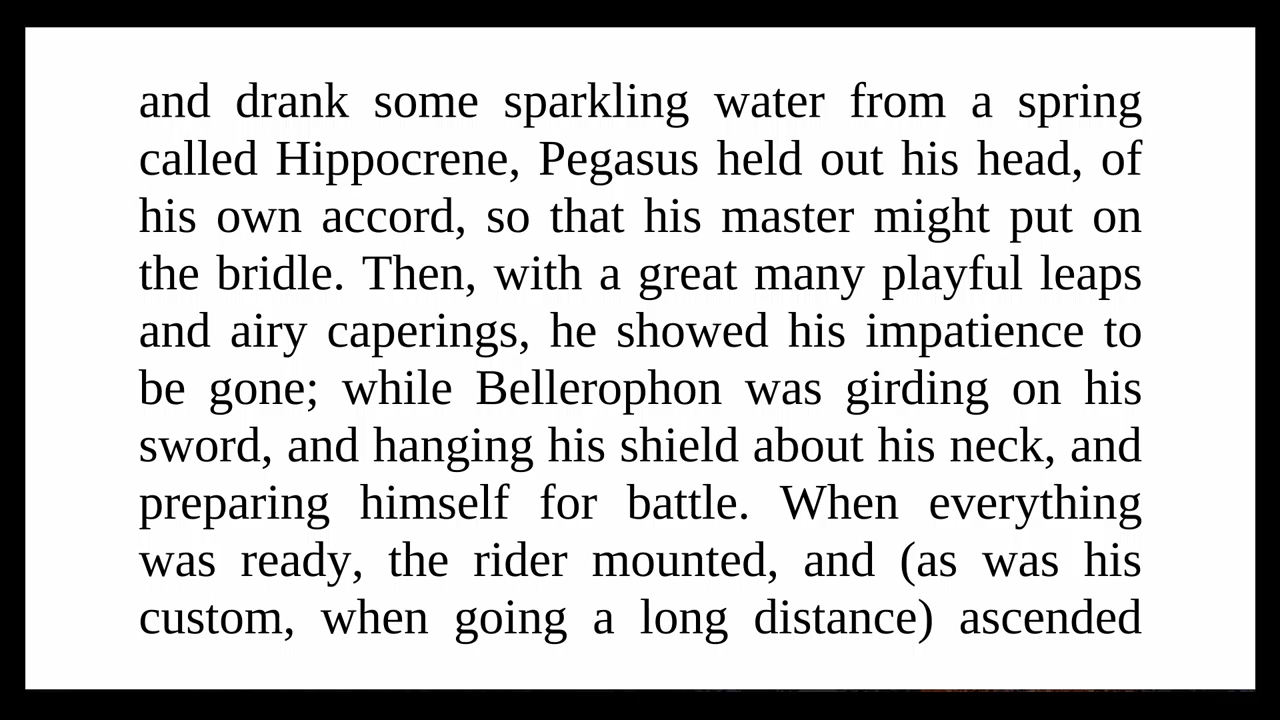 and drank some sparkling water from a spring
called Hippocrene, Pegasus held out his head, of
his own accord, so that his master might put on
the bridle. Then, with a great many playful leaps
and airy caperings, he showed his impatience to
be gone; while Bellerophon was girding on his
sword, and hanging his shield about his neck, and
preparing himself for battle. When everything
was ready, the rider mounted, and (as was his
custom, when going a long distance) ascended